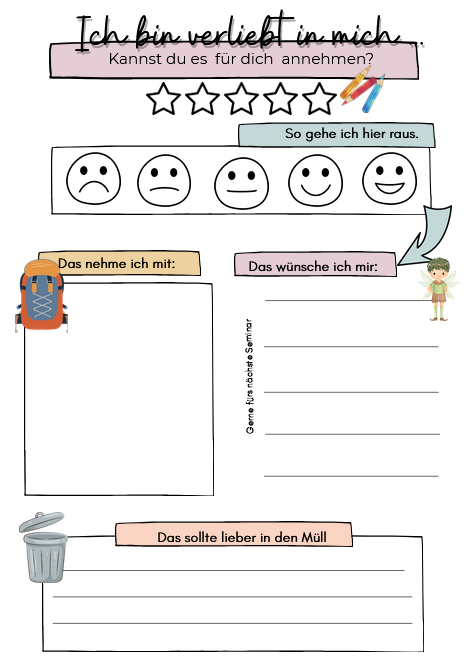 Ich bin verliebt in mich ...
Kannst du es für dich annehmen?
So gehe ich hier raus.
Das nehme ich mit:
Das wünsche ich mir:
Gerne fürs nächste Seminar
Das sollte lieber in den Müll